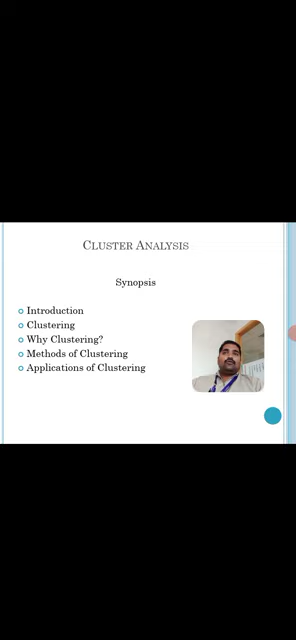 CLUSTER ANALYSIS
Synopsis
Introduction
Clustering
Why Clustering?
Methods of Clustering
Applications of Clustering